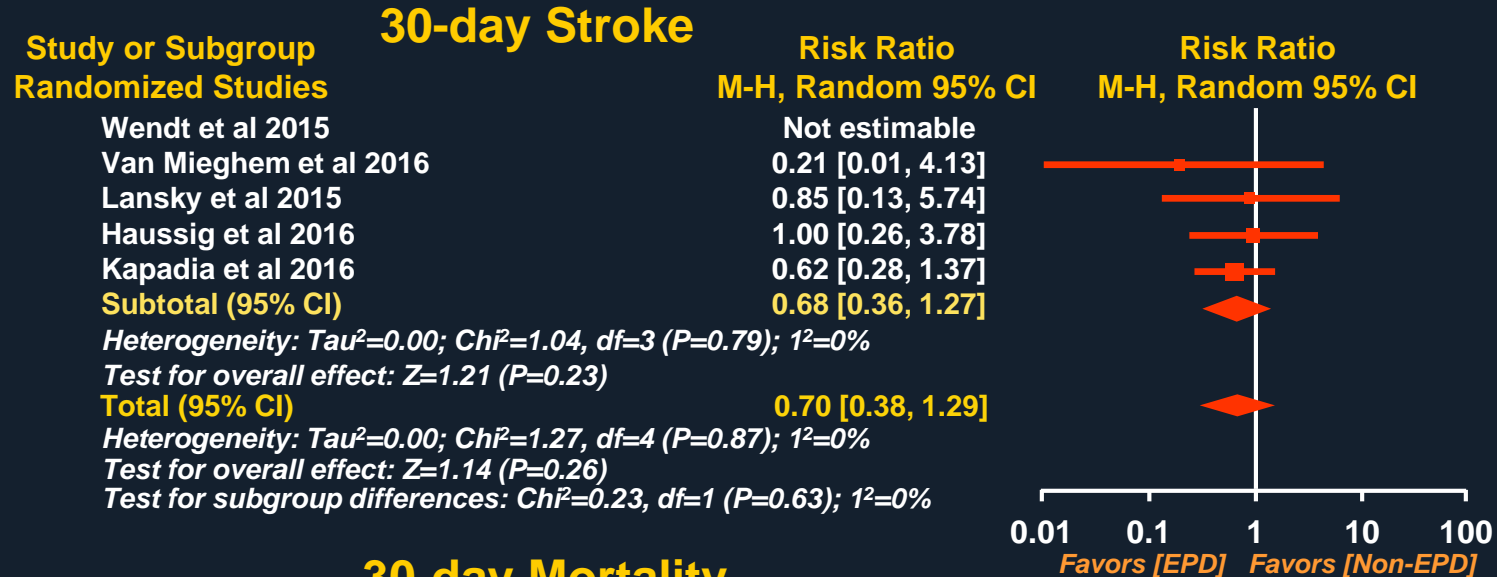 30-day Stroke
Study or Subgroup Risk Ratio Risk Ratio
Randomized Studies M-H, Random 95% CI M-H, Random 95% CI
Wendt et al 2015 Not estimable
Van Mieghem et al 2016 0.21 [0.01, 4.13]
Lansky et al 2015 0.85 [0.13, 5.74]
Haussig et al 2016 1.00 [0.26, 3.78]
Kapadia et al 2016 0.62 [0.28, 1.37]
Subtotal (95% CI) 0.68 [0.36, 1.27]
Heterogeneity: Tau²=0.00; Chi²=1.04, df=3 (P=0.79); 1²=0%
Test for overall effect: Z=1.21 (P=0.23)
Total (95% CI) 0.70 [0.38, 1.29]
Heterogeneity: Tau²=0.00; Chi²=1.27, df=4 (P=0.87); 1²=0%
Test for overall effect: Z=1.14 (P=0.26)
Test for subgroup differences: Chi²=0.23, df=1 (P=0.63); 1²=0%
0.01 0.1 1 10 100
Favors [EPD] Favors [Non-EPD]
30-day Mortality